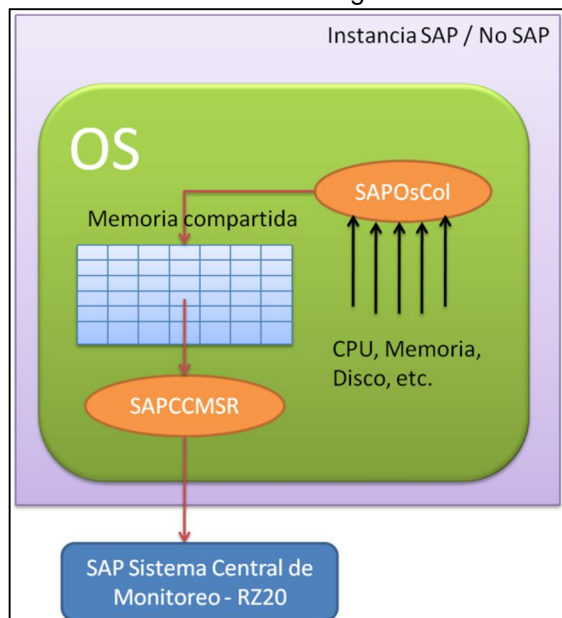 Instancia SAP / No SAP
OS
SAPOsCol
Memoria compartida
CPU, Memoria,
Disco, etc.
SAPCCMSR
SAP Sistema Central de
Monitoreo - RZ20